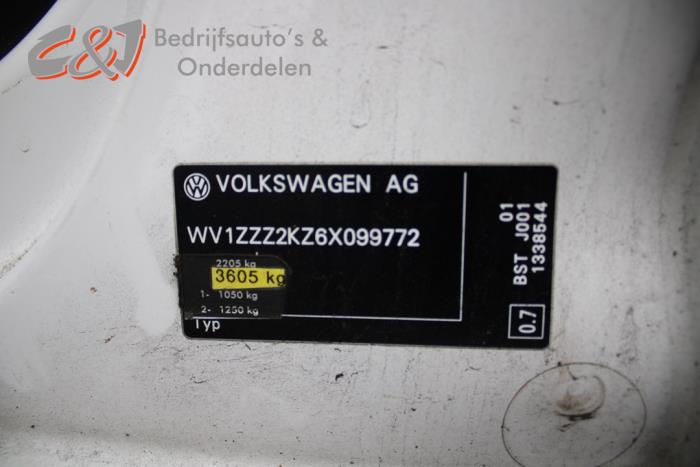 C&J Bedrijfsauto's &
Onderdelen
VOLKSWAGEN AG
WV1ZZZ2KZ6X099772
2205 kg
3605 kg
1- 1050 kg
2- 1250 kg
Typ
01
BST J001
1338544
0.7